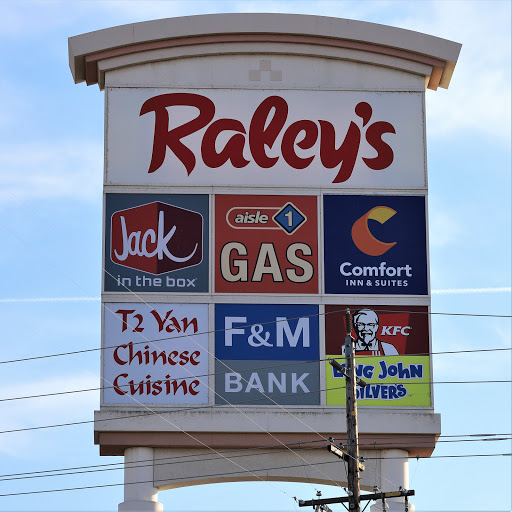 Raley's
Jack
in the box
aisle 1
GAS
Comfort
INN & SUITES
T2 Yan
Chinese
Cuisine
F&M
BANK
KFC
LONG JOHN
SILVER'S